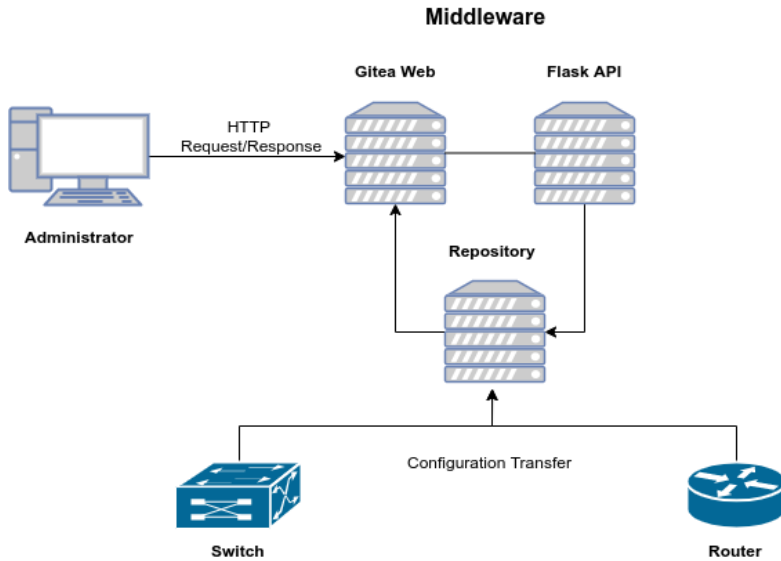 Middleware
Gitea Web
Flask API
HTTP
Request/Response
Administrator
Repository
Configuration Transfer
Switch
Router